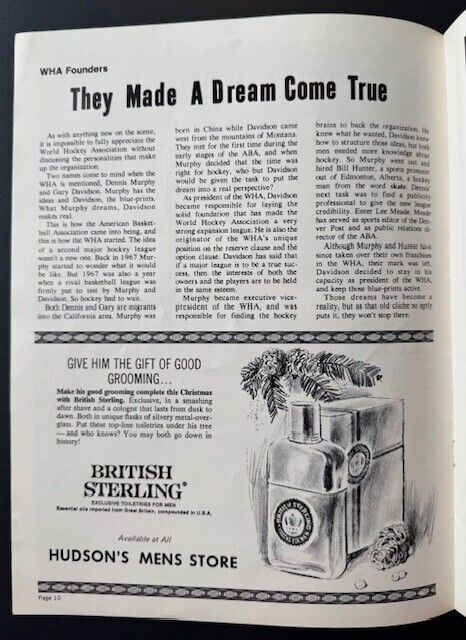 WHA Founders
They Made A Dream Come True
As with anything new on the scene,
it is impossible to fully appreciate the
World Hockey Association without
discussing the personalities that make
up the organization.
Two names come to mind when the
WHA is mentioned, Dennis Murphy
and Gary Davidson. Murphy has the
ideas and Davidson, the blue-prints.
What Murphy dreams, Davidson
makes real.
This is how the American Basket-
ball Association came into being, and
this is how the WHA started. The idea
of a second major hockey league
wasn't a new one. Back in 1967 Mur-
phy started to wonder what it would
be like. But 1967 was also a year
when a rival basketball league was
firmly put to test by Murphy and
Davidson. So hockey had to wait.
Both Dennis and Gary are migrants
into the California area. Murphy was
born in China while Davidson came
west from the mountains of Montana.
They met for the first time during the
early stages of the ABA, and when
Murphy decided that the time was
right for hockey, who but Davidson
would be given the task to put the
dream into a real perspective?
As president of the WHA, Davidson
became responsible for laying the
solid foundation that has made the
World Hockey Association a very
strong expansion league. He is also the
originator of the WHA's unique
position on the reserve clause and the
option clause. Davidson has said that
if a major league is to be a true suc-
cess, then the interests of both the
owners and the players are to be held
in the same esteem.
Murphy became executive vice-
president of the WHA, and was
responsible for finding the hockey
brains to back the organization. He
knew what he wanted, Davidson knew
how to structure those ideas, but both
men needed more knowledge about
hockey. So Murphy went out and
hired Bill Hunter, a sports promoter
out of Edmonton, Alberta, a hockey
man from the word skate. Dennis'
next task was to find a publicity
professional to give the new league
credibility. Enter Lee Meade. Meade
has served as sports editor of the Den-
ver Post and as public relations di-
rector of the ABA.
Although Murphy and Hunter have
since taken over their own franchises
in the WHA, their mark was left.
Davidson decided to stay in his
capacity as president of the WHA,
and keep those blue-prints active.
Those dreams have become a
reality, but as that old cliche so aptly
puts it, they won't stop there.
GIVE HIM THE GIFT OF GOOD
GROOMING...
Make his good grooming complete this Christmas
with British Sterling. Exclusive, in a smashing
after shave and a cologne that lasts from dusk to
dawn. Both in unique flasks of silvery metal-over-
glass. Put these top-line toiletries under his tree
—and who knows? You may both go down in
history!
BRITISH
STERLING®
EXCLUSIVE TOILETRIES FOR MEN
Essential oils imported from Great Britain, compounded in U.S.A.
Available at All
HUDSON'S MENS STORE
BRITISH STERLING
Page 10